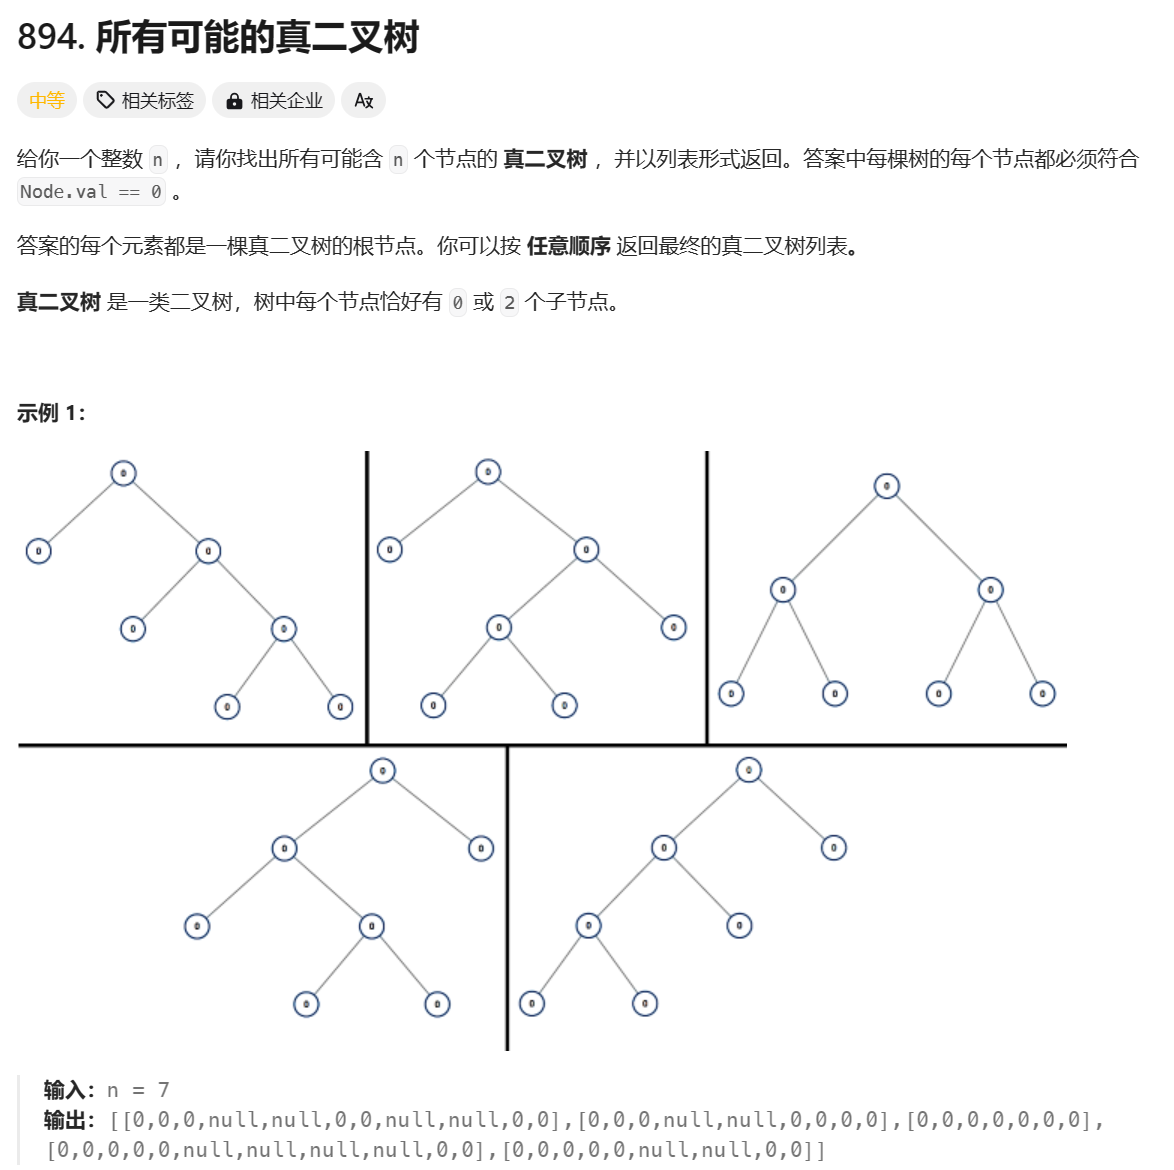 894. 所有可能的真二叉树
中等 相关标签 相关企业 A文
给你一个整数 n ，请你找出所有可能含 n 个节点的 真二叉树 ，并以列表形式返回。答案中每棵树的每个节点都必须符合
Node.val == 0 。
答案的每个元素都是一棵真二叉树的根节点。你可以按 任意顺序 返回最终的真二叉树列表。
真二叉树 是一类二叉树，树中每个节点恰好有 0 或 2 个子节点。
示例 1：
0 0 0
0 0 0 0 0 0
0 0 0 0 0 0 0 0
0 0 0 0
0 0
0 0 0 0
0 0 0 0
0 0 0 0
输入：n = 7
输出：[[0,0,0,null,null,0,0,null,null,0,0],[0,0,0,null,null,0,0,0,0],[0,0,0,0,0,0,0],
[0,0,0,0,0,null,null,null,null,0,0],[0,0,0,0,0,null,null,0,0]]